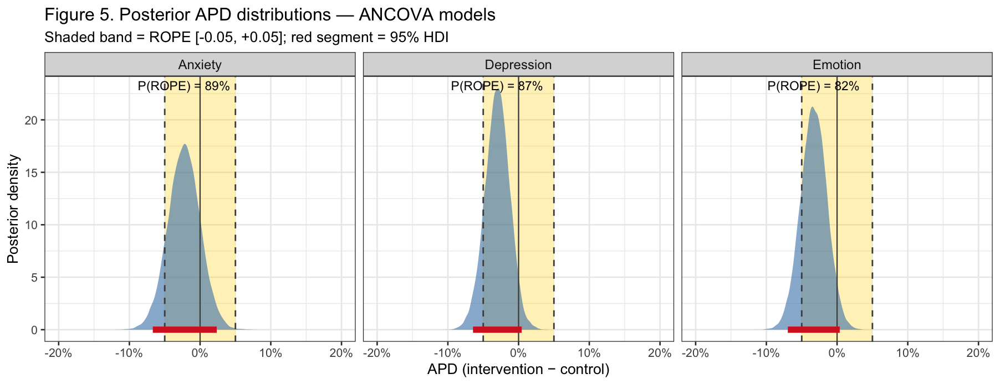 Figure 5. Posterior APD distributions — ANCOVA models
Shaded band = ROPE [-0.05, +0.05]; red segment = 95% HDI
Anxiety
Depression
Emotion
P(ROPE) = 89%
P(ROPE) = 87%
P(ROPE) = 82%
Posterior density
20
15
10
5
0
-20% -10% 0% 10% 20%
-20% -10% 0% 10% 20%
-20% -10% 0% 10% 20%
APD (intervention − control)